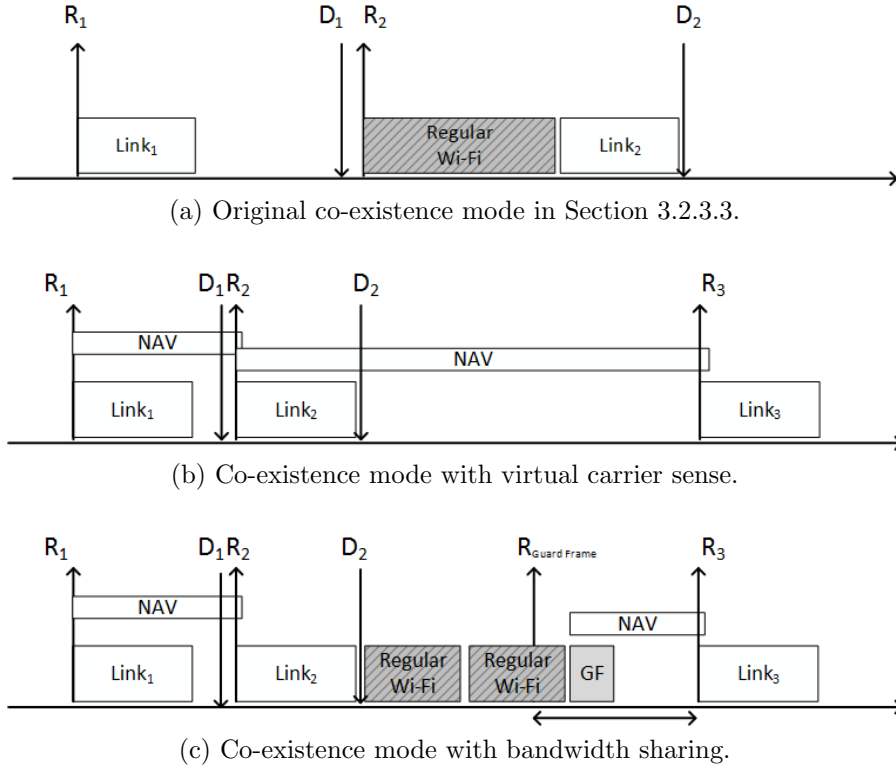 R₁ D₁ R₂ D₂
Link₁ Regular Wi-Fi Link₂
(a) Original co-existence mode in Section 3.2.3.3.
R₁ D₁ R₂ D₂ R₃
NAV
NAV
Link₁ Link₂ Link₃
(b) Co-existence mode with virtual carrier sense.
R₁ D₁ R₂ D₂ R Guard Frame R₃
NAV NAV
Link₁ Link₂ Regular Wi-Fi Regular Wi-Fi GF Link₃
(c) Co-existence mode with bandwidth sharing.